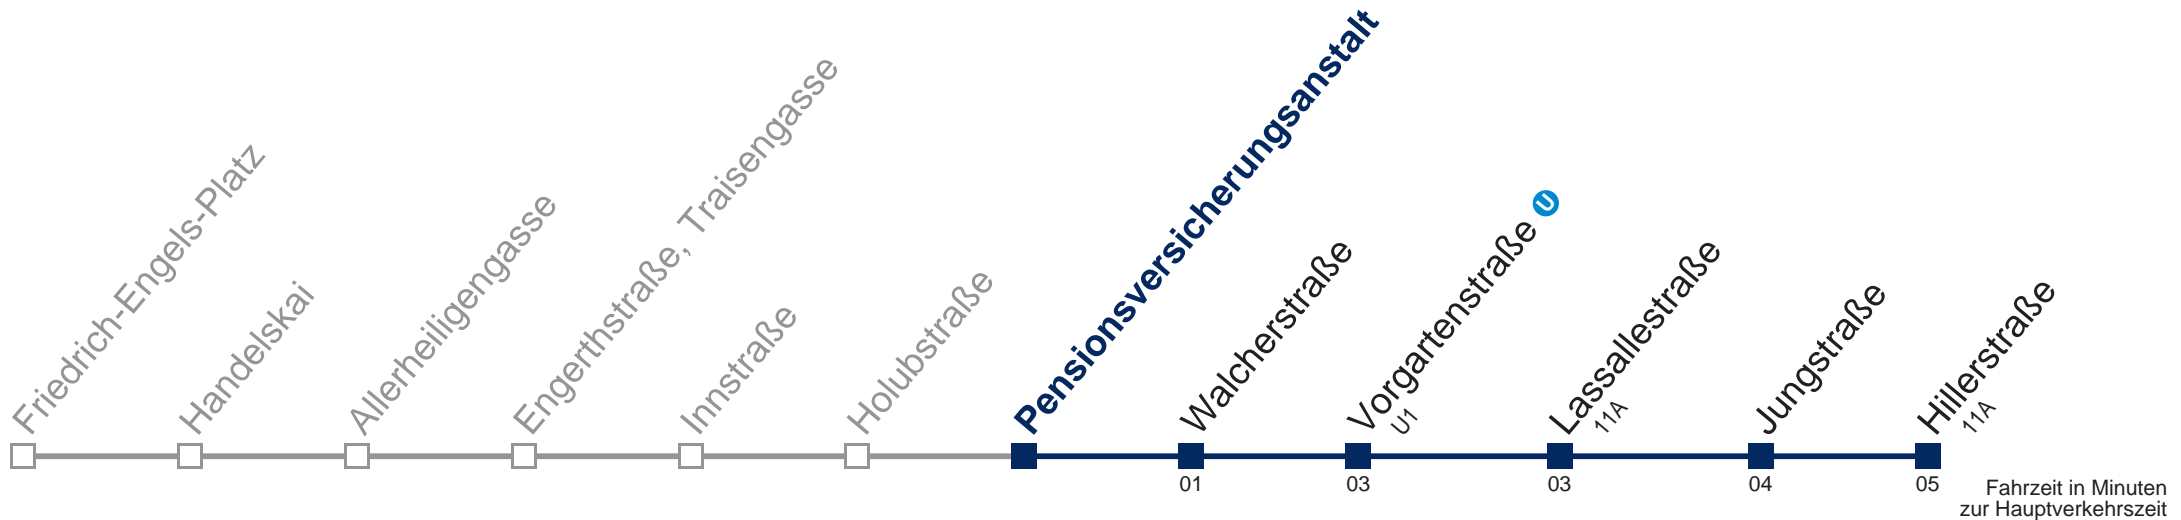 Friedrich-Engels-Platz
Handelskai
Allerheiligengasse
Engerthstraße, Traisengasse
Innstraße
Holubstraße
Pensionsversicherungsanstalt
Walcherstraße
01
Vorgartenstraße U
U1
03
Lassallestraße
11A
03
Jungstraße
04
Hillerstraße
11A
05
Fahrzeit in Minuten
zur Hauptverkehrszeit